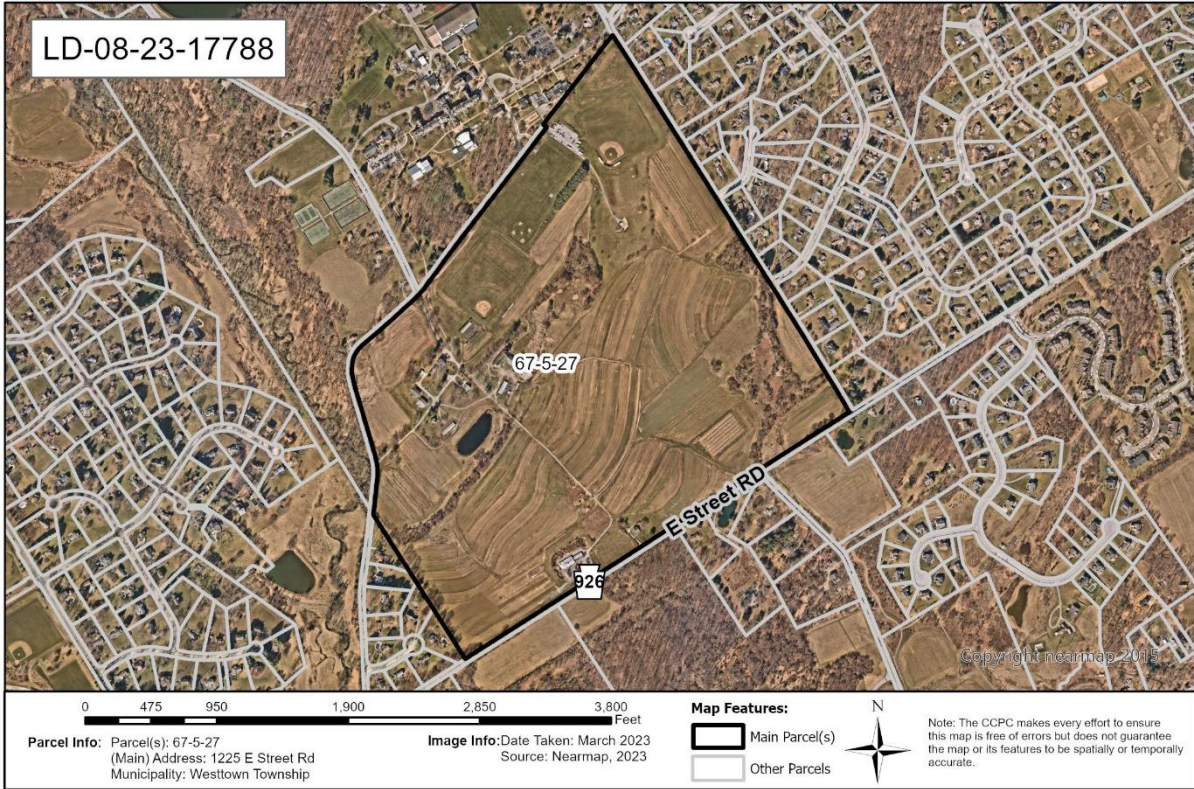 LD-08-23-17788
67-5-27
E Street RD
926
Copyright nearmap 2015
0 475 950 1,900 2,850 3,800
Feet
Parcel Info: Parcel(s): 67-5-27
(Main) Address: 1225 E Street Rd
Municipality: Westtown Township
Image Info: Date Taken: March 2023
Source: Nearmap, 2023
Map Features:
Main Parcel(s)
Other Parcels
N
Note: The CCPC makes every effort to ensure
this map is free of errors but does not guarantee
the map or its features to be spatially or temporally
accurate.